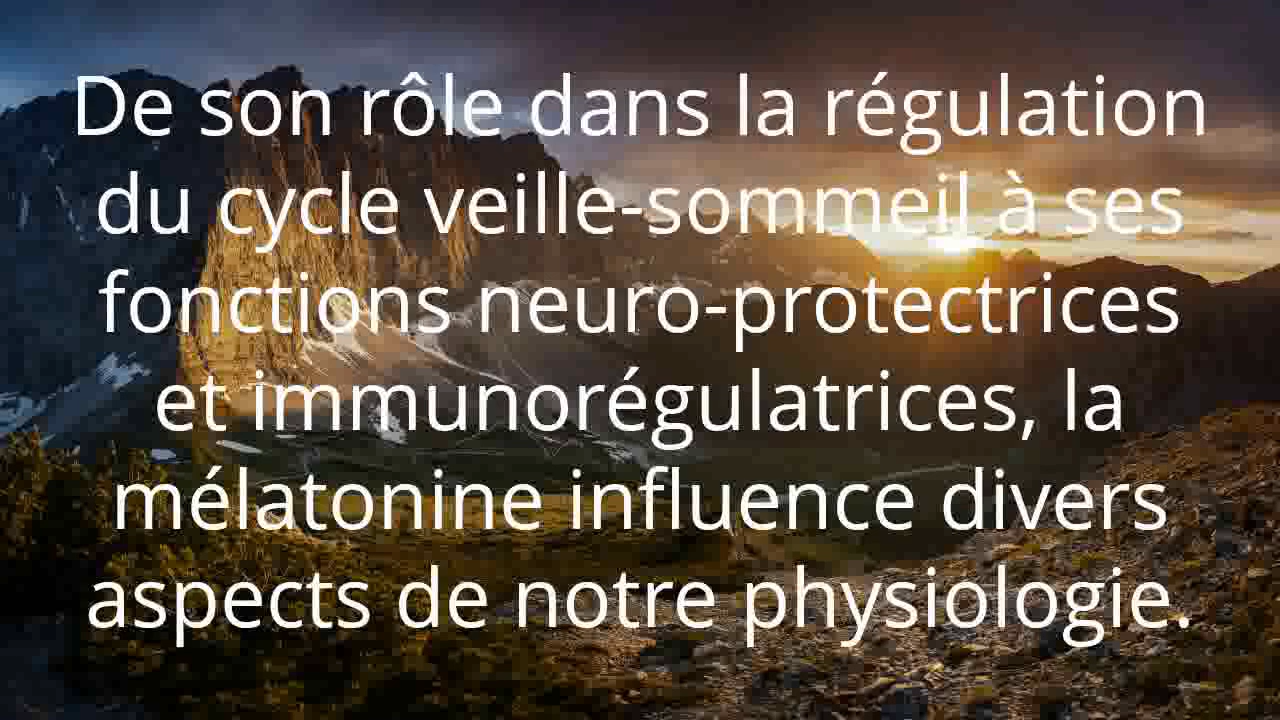 De son rôle dans la régulation
du cycle veille-sommeil à ses
fonctions neuro-protectrices
et immunorégulatrices, la
mélatonine influence divers
aspects de notre physiologie.